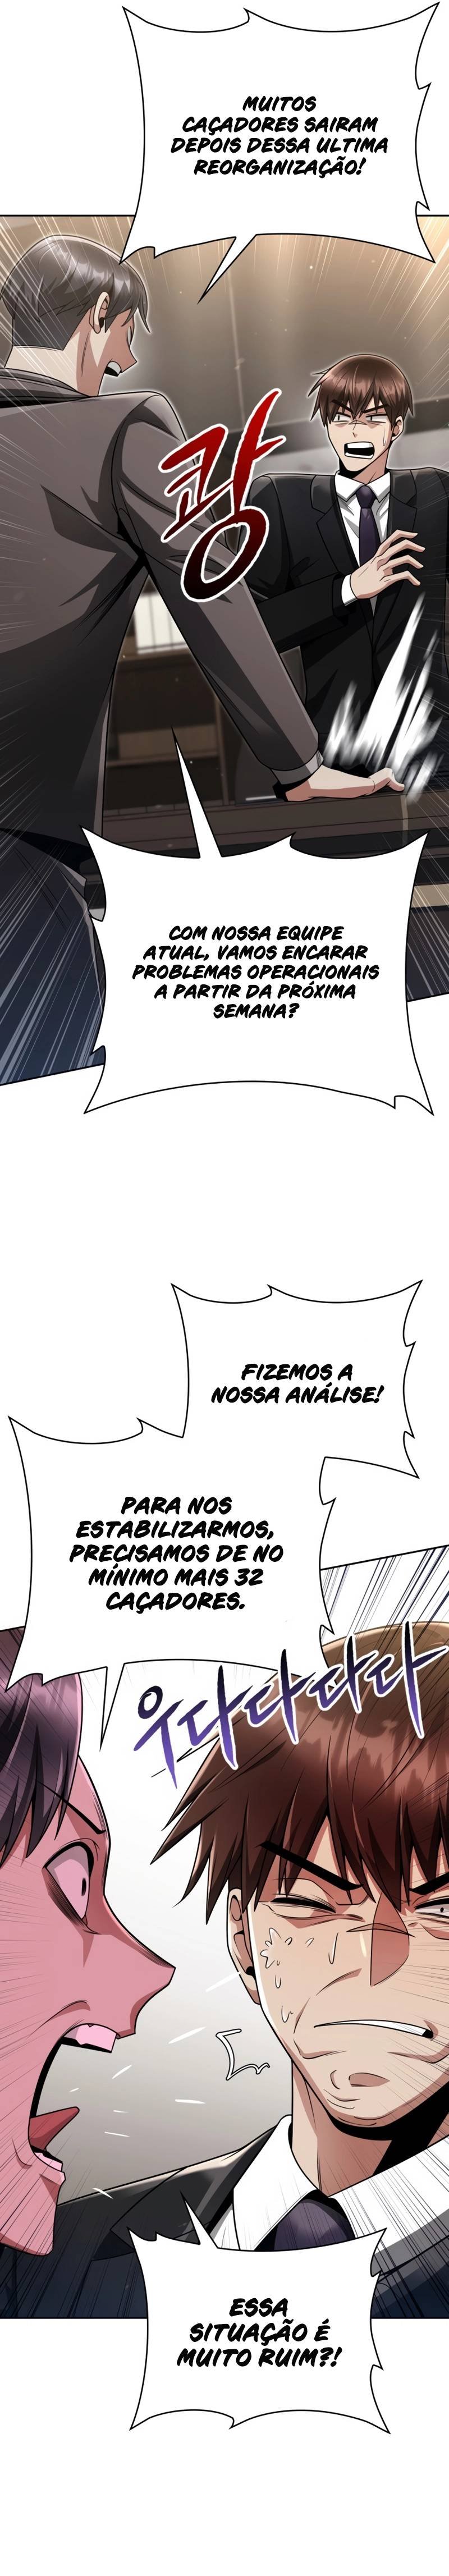 MUITOS
CAÇADORES SAIRAM
DEPOIS DESSA ULTIMA
REORGANIZAÇÃO!
쾅
COM NOSSA EQUIPE
ATUAL, VAMOS ENCARAR
PROBLEMAS OPERACIONAIS
A PARTIR DA PRÓXIMA
SEMANA?
FIZEMOS A
NOSSA ANÁLISE!
PARA NOS
ESTABILIZARMOS,
PRECISAMOS DE NO
MÍNIMO MAIS 32
CAÇADORES.
우다다다다
ESSA
SITUAÇÃO É
MUITO RUIM?!